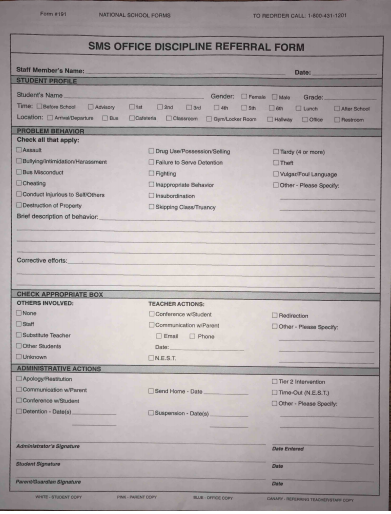 Form #191 NATIONAL SCHOOL FORMS TO REORDER CALL: 1-800-431-1201
SMS OFFICE DISCIPLINE REFERRAL FORM
Staff Member's Name: Date:
STUDENT PROFILE
Student's Name Gender: ☐ Female ☐ Male Grade:
Time: ☐ Before School ☐ Advisory ☐ 1st ☐ 2nd ☐ 3rd ☐ 4th ☐ 5th ☐ 6th ☐ Lunch ☐ After School
Location: ☐ Arrival/Departure ☐ Bus ☐ Cafeteria ☐ Classroom ☐ Gym/Locker Room ☐ Hallway ☐ Office ☐ Restroom
PROBLEM BEHAVIOR
Check all that apply:
☐ Assault ☐ Drug Use/Possession/Selling ☐ Tardy (4 or more)
☐ Bullying/Intimidation/Harassment ☐ Failure to Serve Detention ☐ Theft
☐ Bus Misconduct ☐ Fighting ☐ Vulgar/Foul Language
☐ Cheating ☐ Inappropriate Behavior ☐ Other - Please Specify:
☐ Conduct Injurious to Self/Others ☐ Insubordination
☐ Destruction of Property ☐ Skipping Class/Truancy
Brief description of behavior:
Corrective efforts:
CHECK APPROPRIATE BOX
OTHERS INVOLVED: TEACHER ACTIONS:
☐ None ☐ Conference w/Student ☐ Redirection
☐ Staff ☐ Communication w/Parent ☐ Other - Please Specify:
☐ Substitute Teacher ☐ Email ☐ Phone
☐ Other Students Date:
☐ Unknown ☐ N.E.S.T.
ADMINISTRATIVE ACTIONS
☐ Apology/Restitution ☐ Tier 2 Intervention
☐ Communication w/Parent ☐ Send Home - Date ☐ Time-Out (N.E.S.T.)
☐ Conference w/Student ☐ Other - Please Specify:
☐ Detention - Date(s) ☐ Suspension - Date(s)
Administrator's Signature Date Entered
Student Signature Date
Parent/Guardian Signature Date
WHITE - STUDENT COPY PINK - PARENT COPY BLUE - OFFICE COPY CANARY - REFERRING TEACHER/STAFF COPY